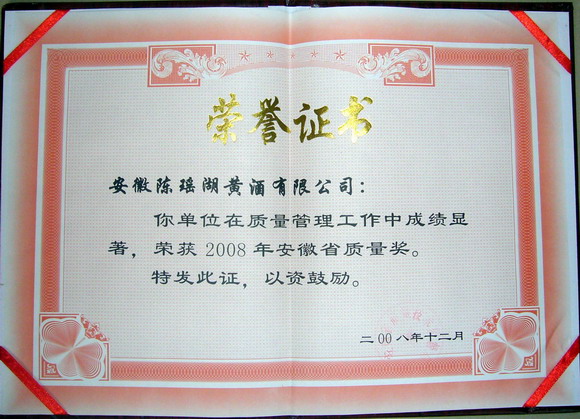 荣誉证书
安徽陈瑶湖黄酒有限公司：
你单位在质量管理工作中成绩显
著，荣获2008年安徽省质量奖。
特发此证，以资鼓励。
二00八年十二月